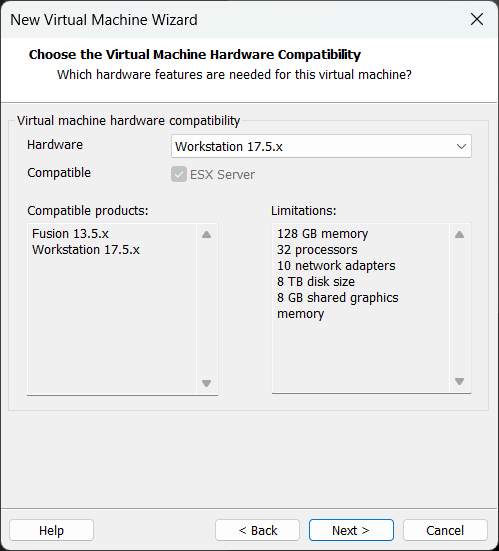 New Virtual Machine Wizard
Choose the Virtual Machine Hardware Compatibility
Which hardware features are needed for this virtual machine?
Virtual machine hardware compatibility
Hardware
Workstation 17.5.x
Compatible
ESX Server
Compatible products:
Fusion 13.5.x
Workstation 17.5.x
Limitations:
128 GB memory
32 processors
10 network adapters
8 TB disk size
8 GB shared graphics
memory
Help
< Back
Next >
Cancel